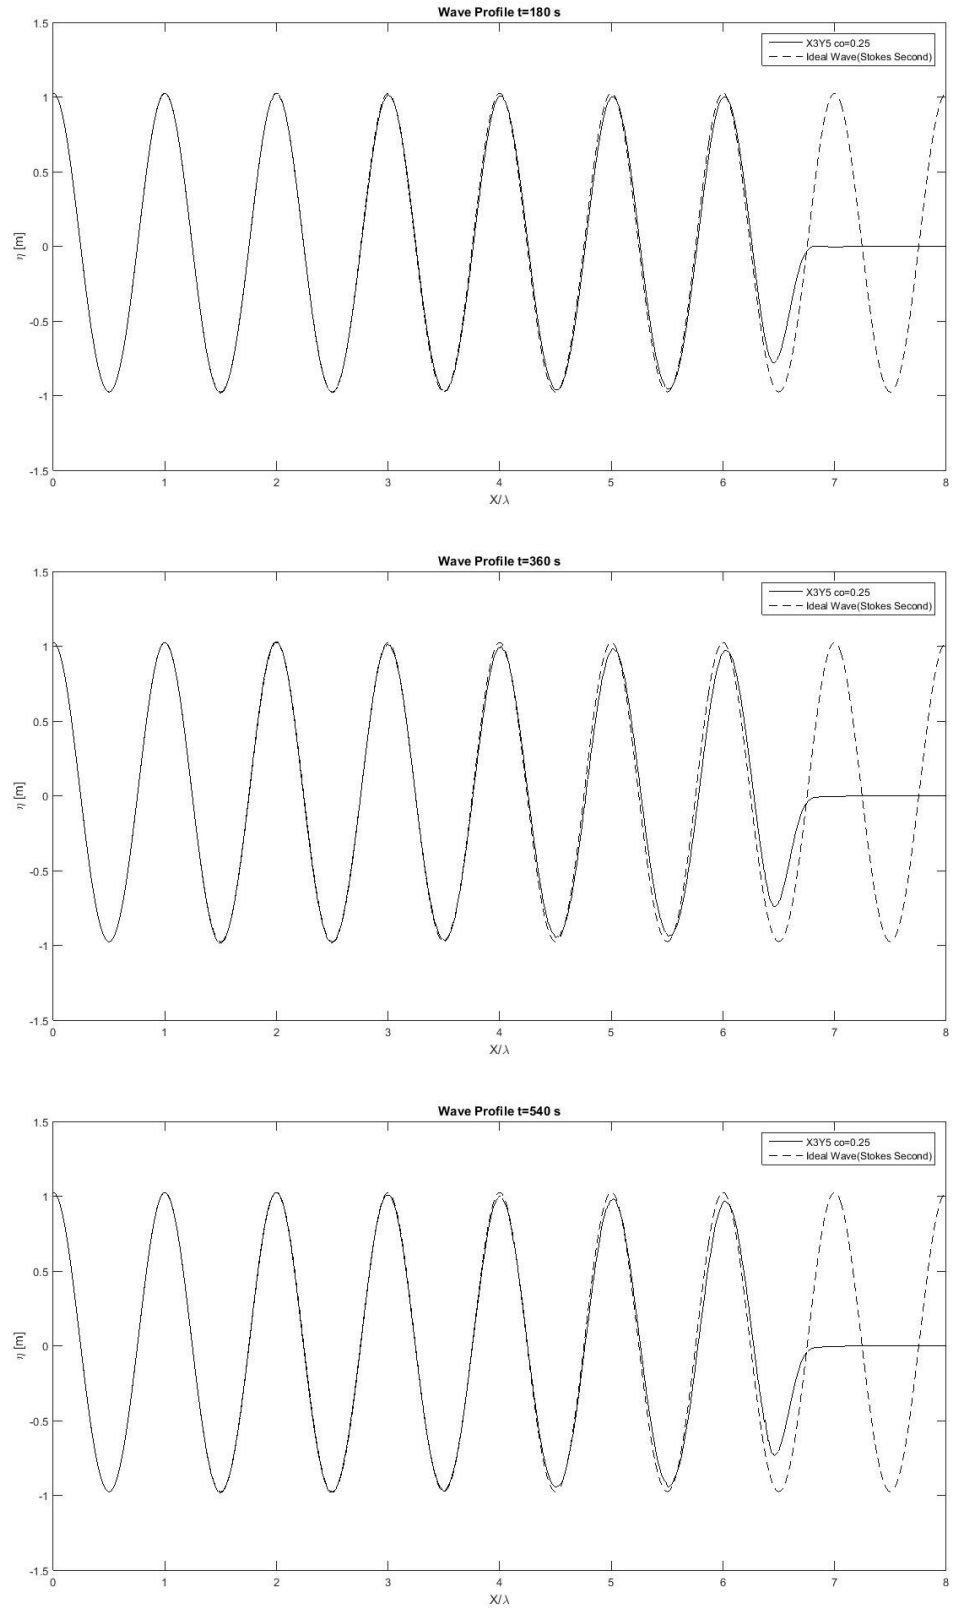 Wave Profile t=180 s
X3Y5 co=0.25
Ideal Wave(Stokes Second)
1.5
1
0.5
0
-0.5
-1
-1.5
η [m]
0 1 2 3 4 5 6 7 8
X/λ
Wave Profile t=360 s
X3Y5 co=0.25
Ideal Wave(Stokes Second)
1.5
1
0.5
0
-0.5
-1
-1.5
η [m]
0 1 2 3 4 5 6 7 8
X/λ
Wave Profile t=540 s
X3Y5 co=0.25
Ideal Wave(Stokes Second)
1.5
1
0.5
0
-0.5
-1
-1.5
η [m]
0 1 2 3 4 5 6 7 8
X/λ